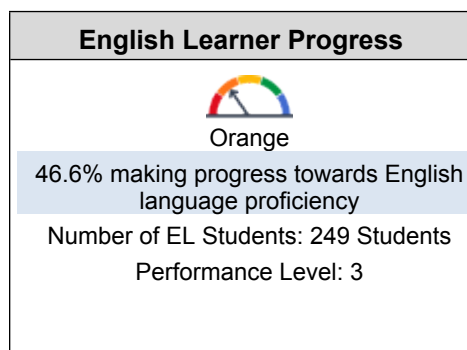 English Learner Progress
Orange
46.6% making progress towards English
language proficiency
Number of EL Students: 249 Students
Performance Level: 3